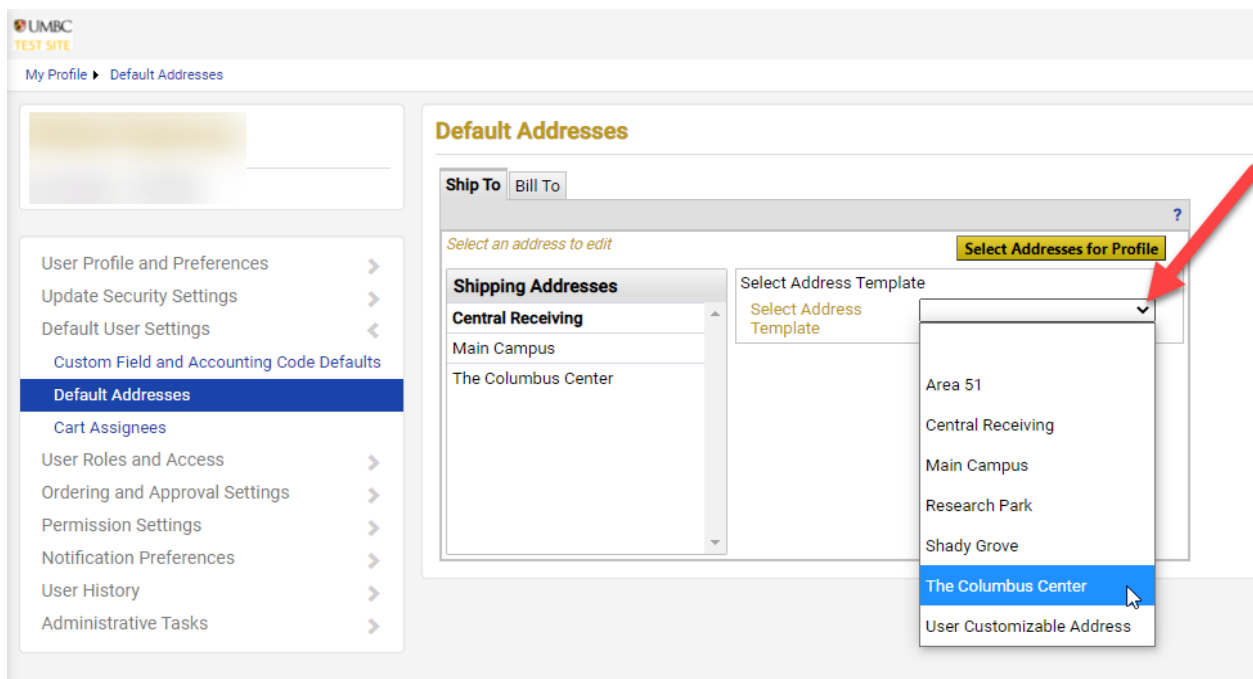 UMBC
TEST SITE
My Profile Default Addresses
User Profile and Preferences
Update Security Settings
Default User Settings
Custom Field and Accounting Code Defaults
Default Addresses
Cart Assignees
User Roles and Access
Ordering and Approval Settings
Permission Settings
Notification Preferences
User History
Administrative Tasks
Default Addresses
Ship To Bill To
?
Select an address to edit
Select Addresses for Profile
Shipping Addresses
Central Receiving
Main Campus
The Columbus Center
Select Address Template
Select Address
Template
Area 51
Central Receiving
Main Campus
Research Park
Shady Grove
The Columbus Center
User Customizable Address